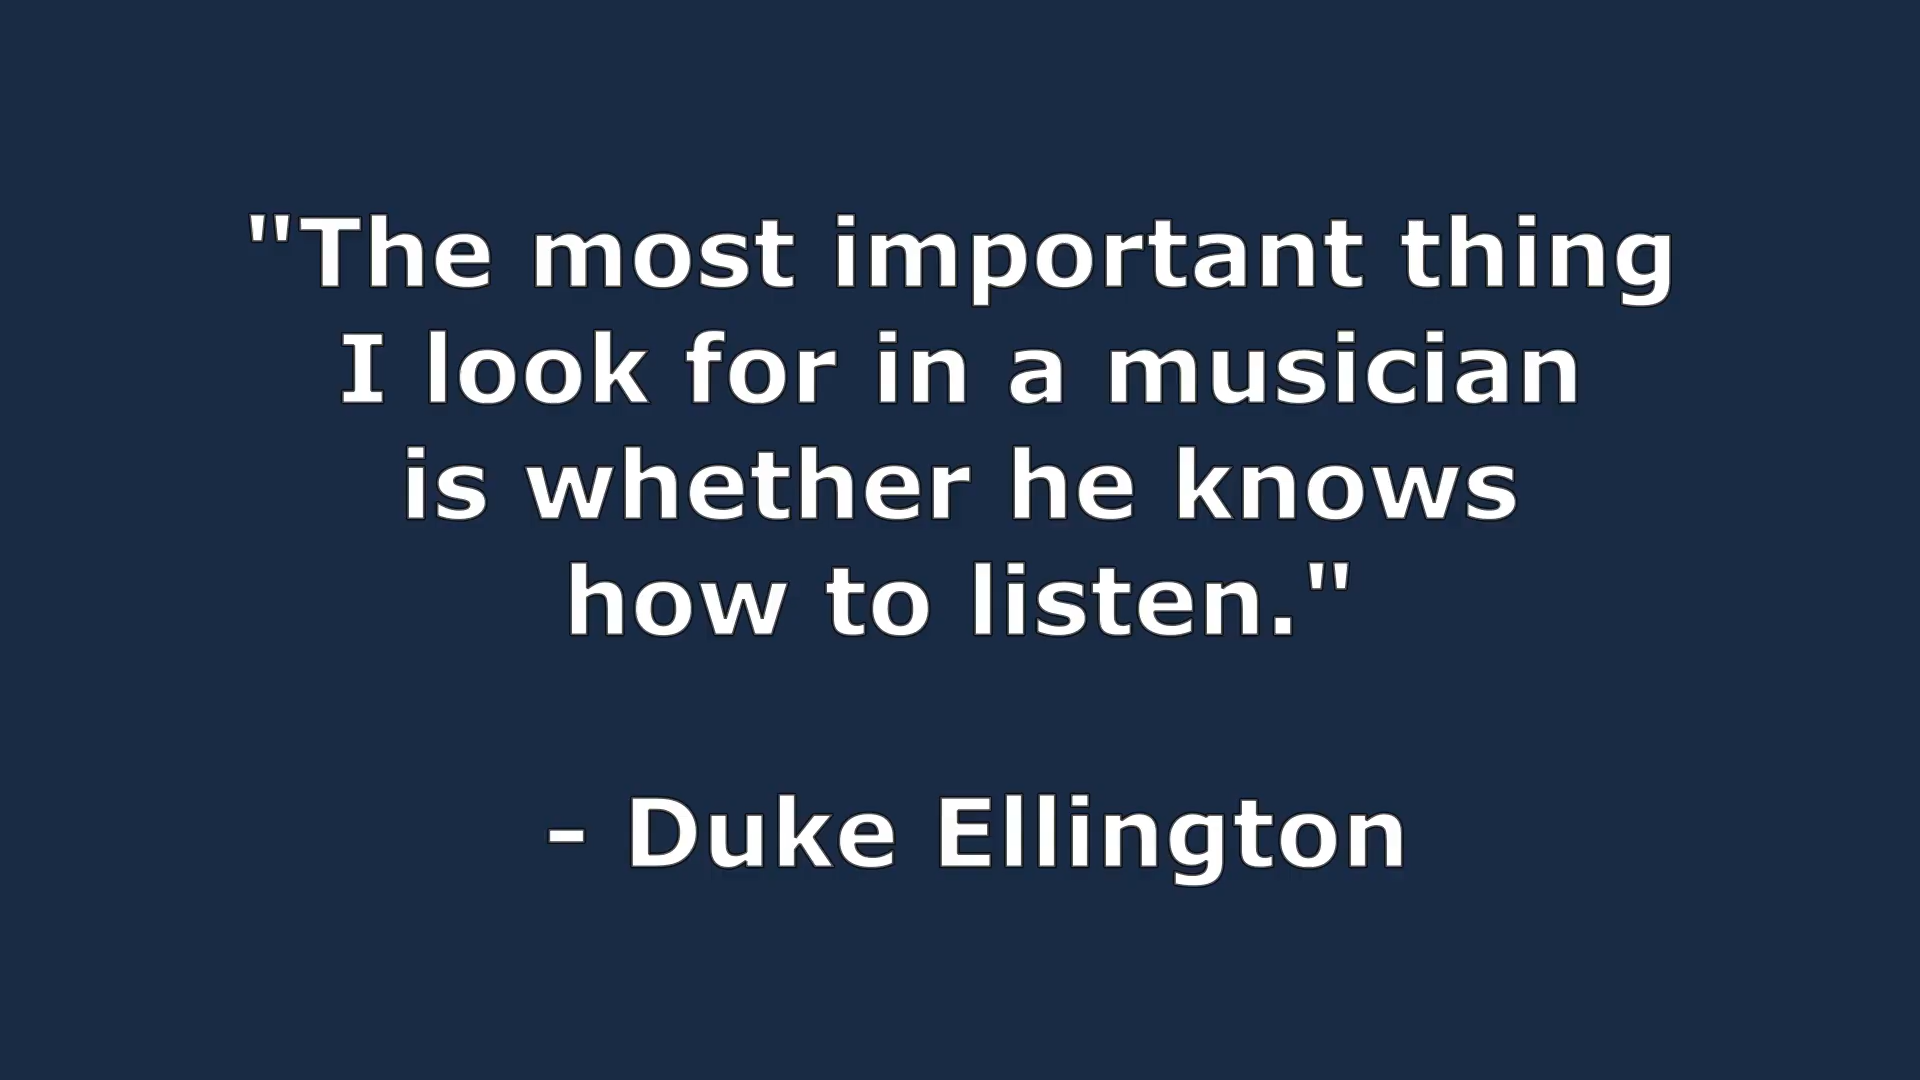 "The most important thing
I look for in a musician
is whether he knows
how to listen."
- Duke Ellington